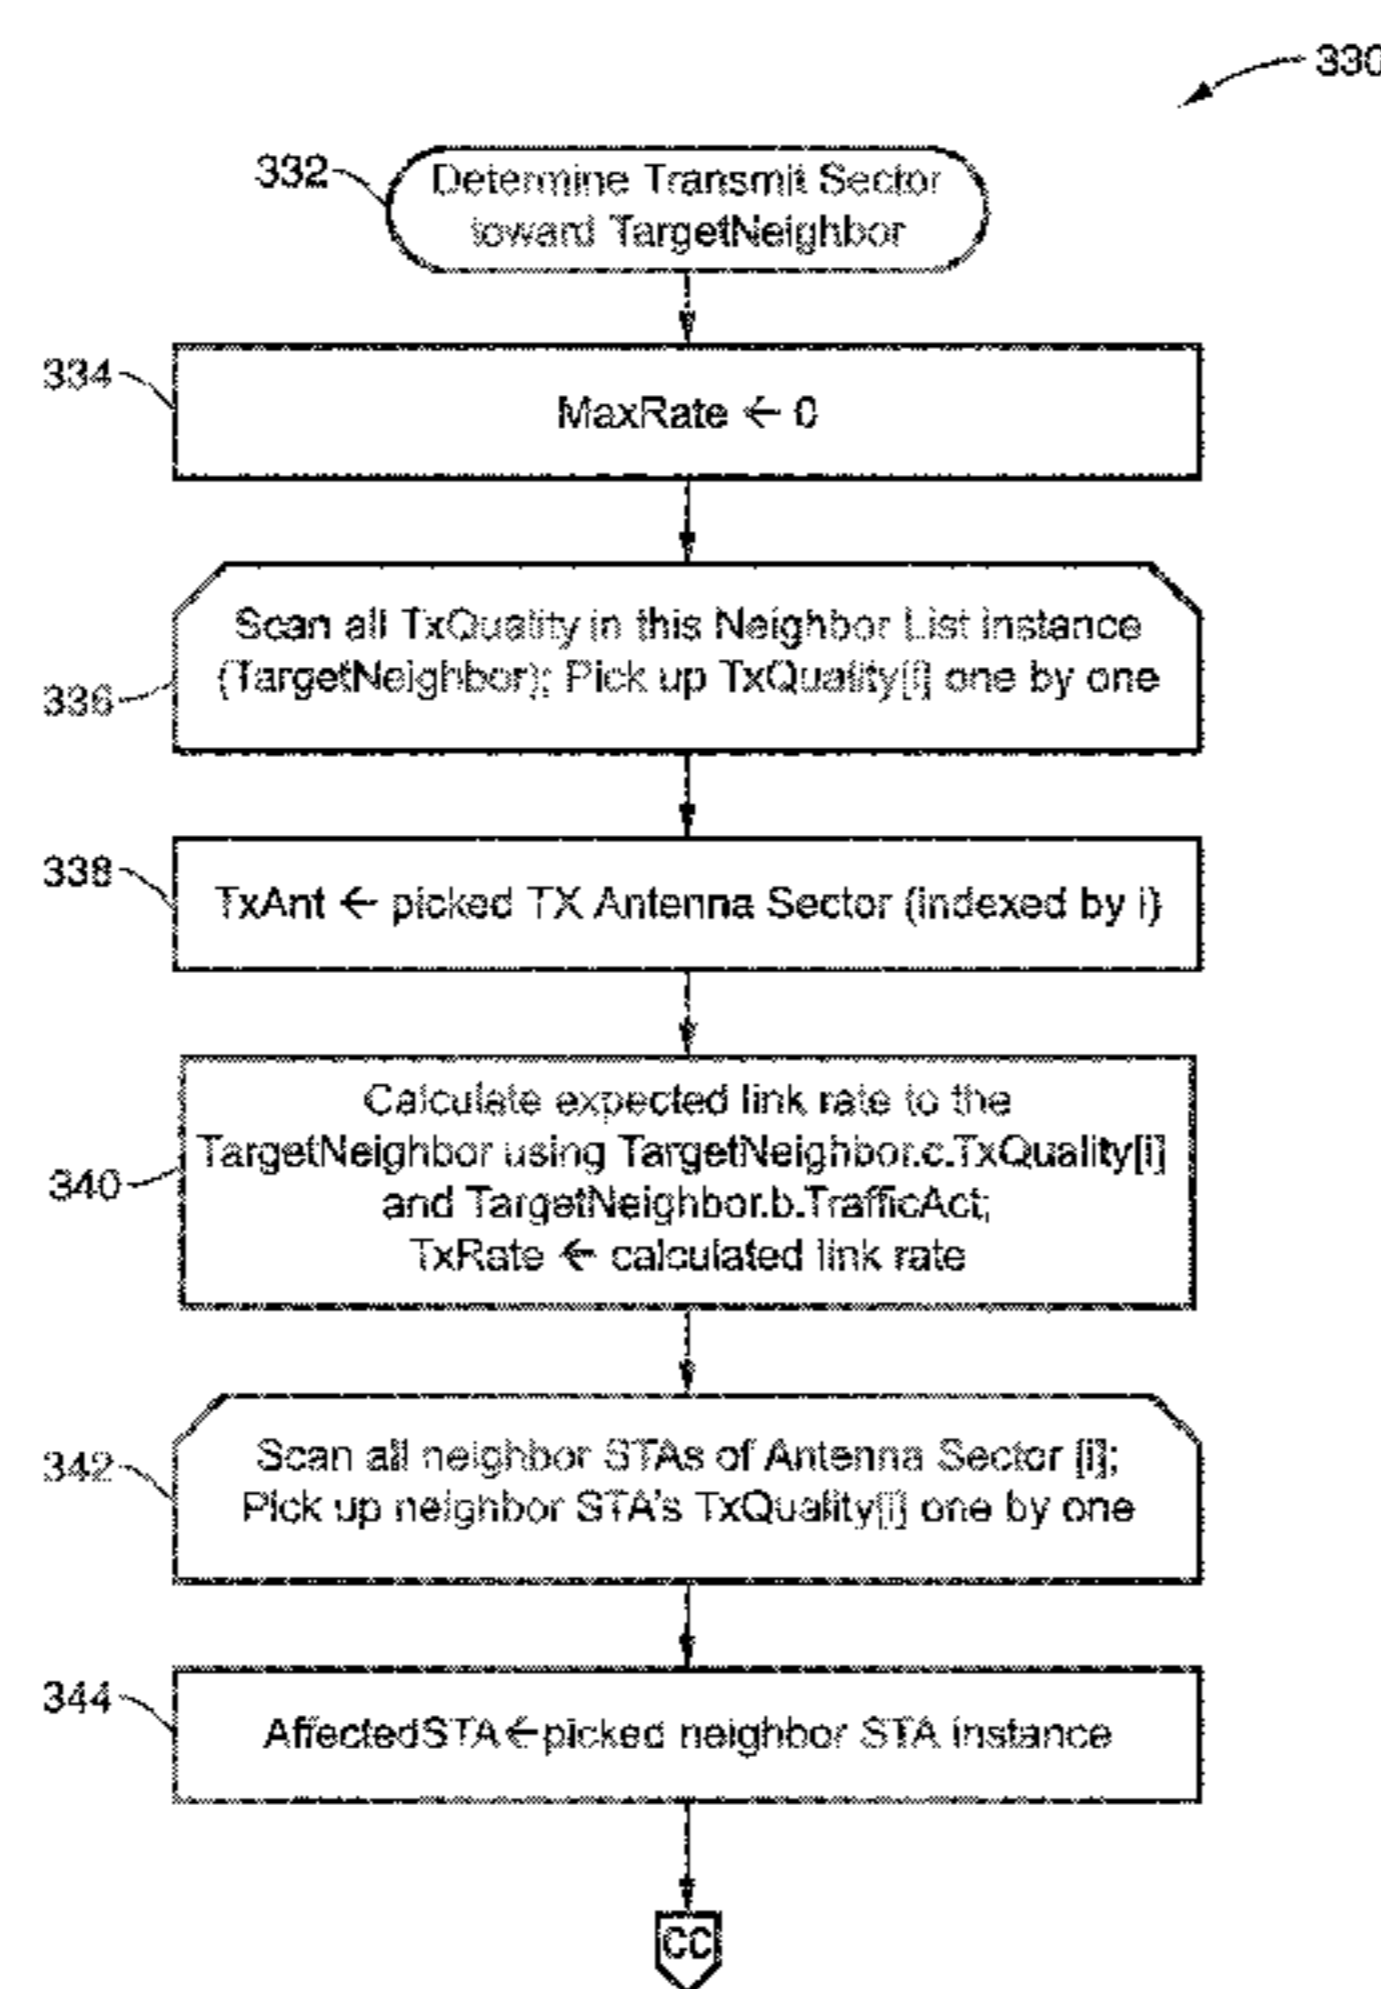 330
332
Determine Transmit Sector
toward TargetNeighbor
334
MaxRate ← 0
Scan all TxQuality in this Neighbor List instance
(TargetNeighbor); Pick up TxQuality[i] one by one
336
338
TxAnt ← picked TX Antenna Sector (indexed by i)
Calculate expected link rate to the
TargetNeighbor using TargetNeighbor.c.TxQuality[i]
340
and TargetNeighbor.b.TrafficAct;
TxRate ← calculated link rate
342
Scan all neighbor STAs of Antenna Sector [i];
Pick up neighbor STA's TxQuality[j] one by one
344
AffectedSTA←picked neighbor STA instance
CC